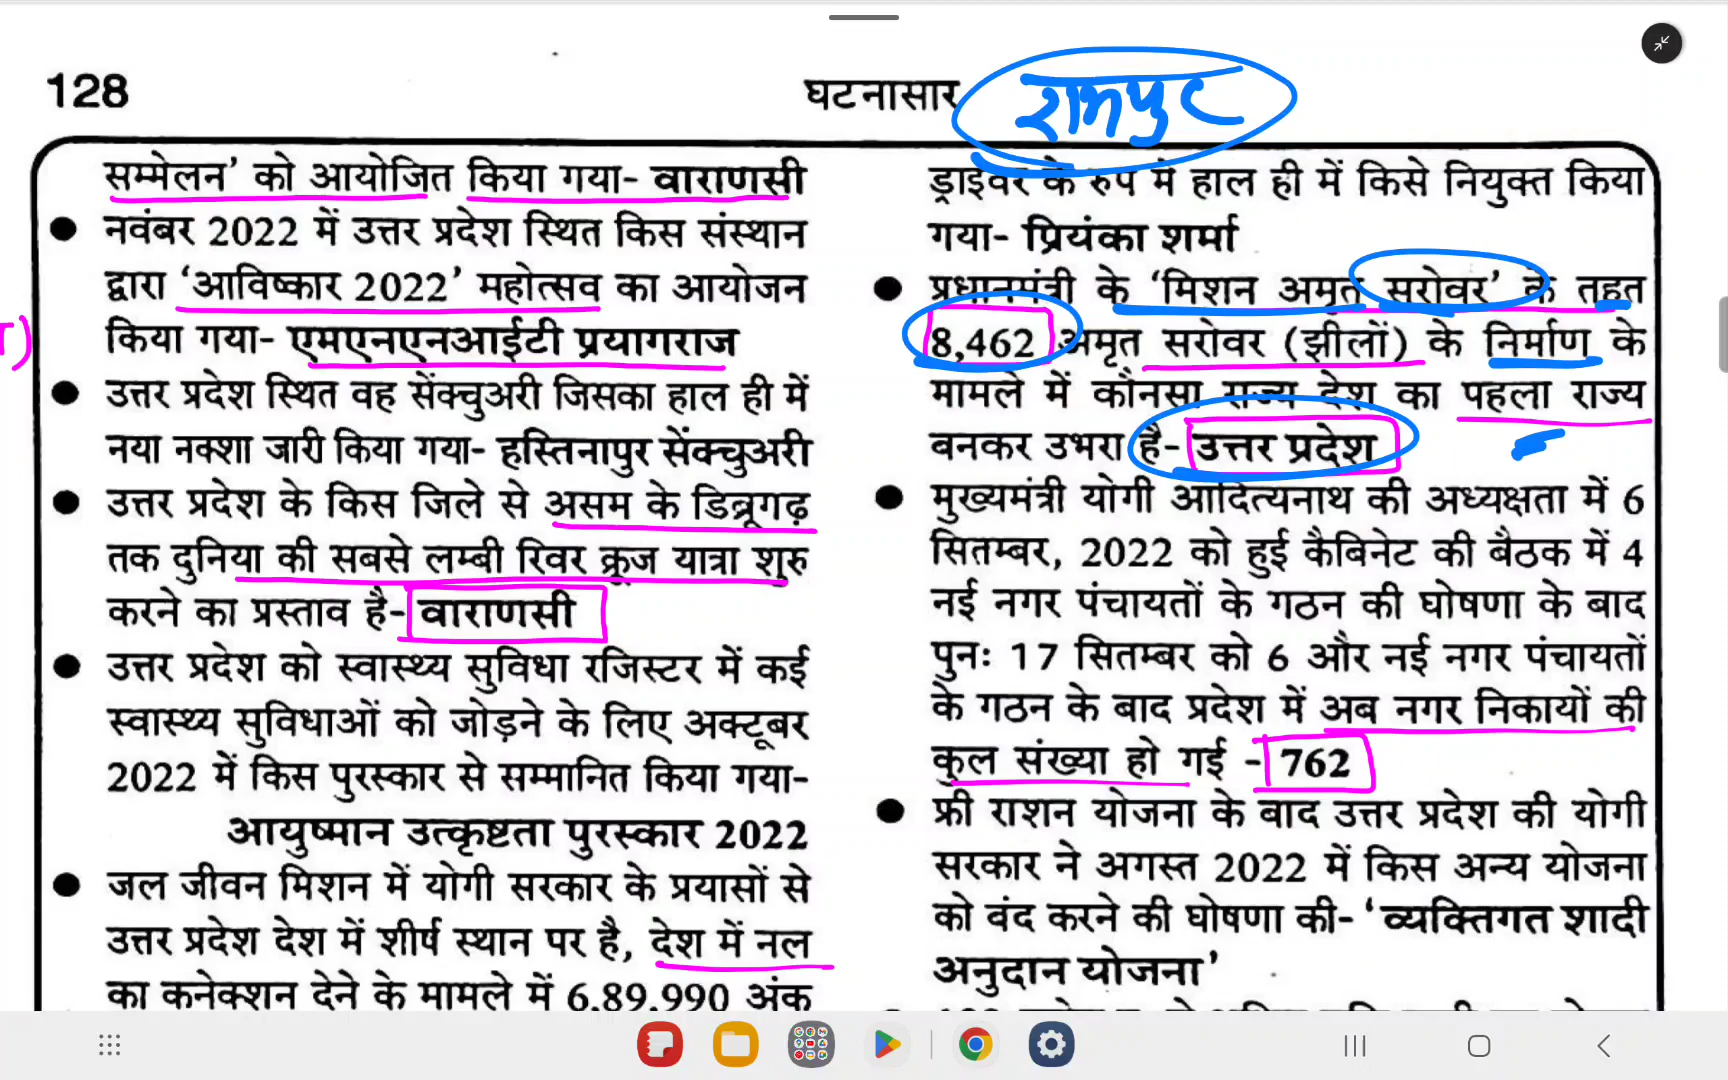 128
घटनासार
रामपुर
सम्मेलन’ को आयोजित किया गया- वाराणसी
● नवंबर 2022 में उत्तर प्रदेश स्थित किस संस्थान
द्वारा ‘आविष्कार 2022’ महोत्सव का आयोजन
किया गया- एमएनएनआईटी प्रयागराज
● उत्तर प्रदेश स्थित वह सेंक्चुअरी जिसका हाल ही में
नया नक्शा जारी किया गया- हस्तिनापुर सेंक्चुअरी
● उत्तर प्रदेश के किस जिले से असम के डिब्रूगढ़
तक दुनिया की सबसे लम्बी रिवर क्रूज यात्रा शुरु
करने का प्रस्ताव है- वाराणसी
● उत्तर प्रदेश को स्वास्थ्य सुविधा रजिस्टर में कई
स्वास्थ्य सुविधाओं को जोड़ने के लिए अक्टूबर
2022 में किस पुरस्कार से सम्मानित किया गया-
आयुष्मान उत्कृष्टता पुरस्कार 2022
● जल जीवन मिशन में योगी सरकार के प्रयासों से
उत्तर प्रदेश देश में शीर्ष स्थान पर है, देश में नल
का कनेक्शन देने के मामले में 6,89,990 अंक
ड्राइवर के रुप में हाल ही में किसे नियुक्त किया
गया- प्रियंका शर्मा
● प्रधानमंत्री के ‘मिशन अमृत सरोवर’ के तहत
8,462 अमृत सरोवर (झीलों) के निर्माण के
मामले में कौनसा राज्य देश का पहला राज्य
बनकर उभरा है- उत्तर प्रदेश
● मुख्यमंत्री योगी आदित्यनाथ की अध्यक्षता में 6
सितम्बर, 2022 को हुई कैबिनेट की बैठक में 4
नई नगर पंचायतों के गठन की घोषणा के बाद
पुनः 17 सितम्बर को 6 और नई नगर पंचायतों
के गठन के बाद प्रदेश में अब नगर निकायों की
कुल संख्या हो गई - 762
● फ्री राशन योजना के बाद उत्तर प्रदेश की योगी
सरकार ने अगस्त 2022 में किस अन्य योजना
को बंद करने की घोषणा की- ‘व्यक्तिगत शादी
अनुदान योजना’